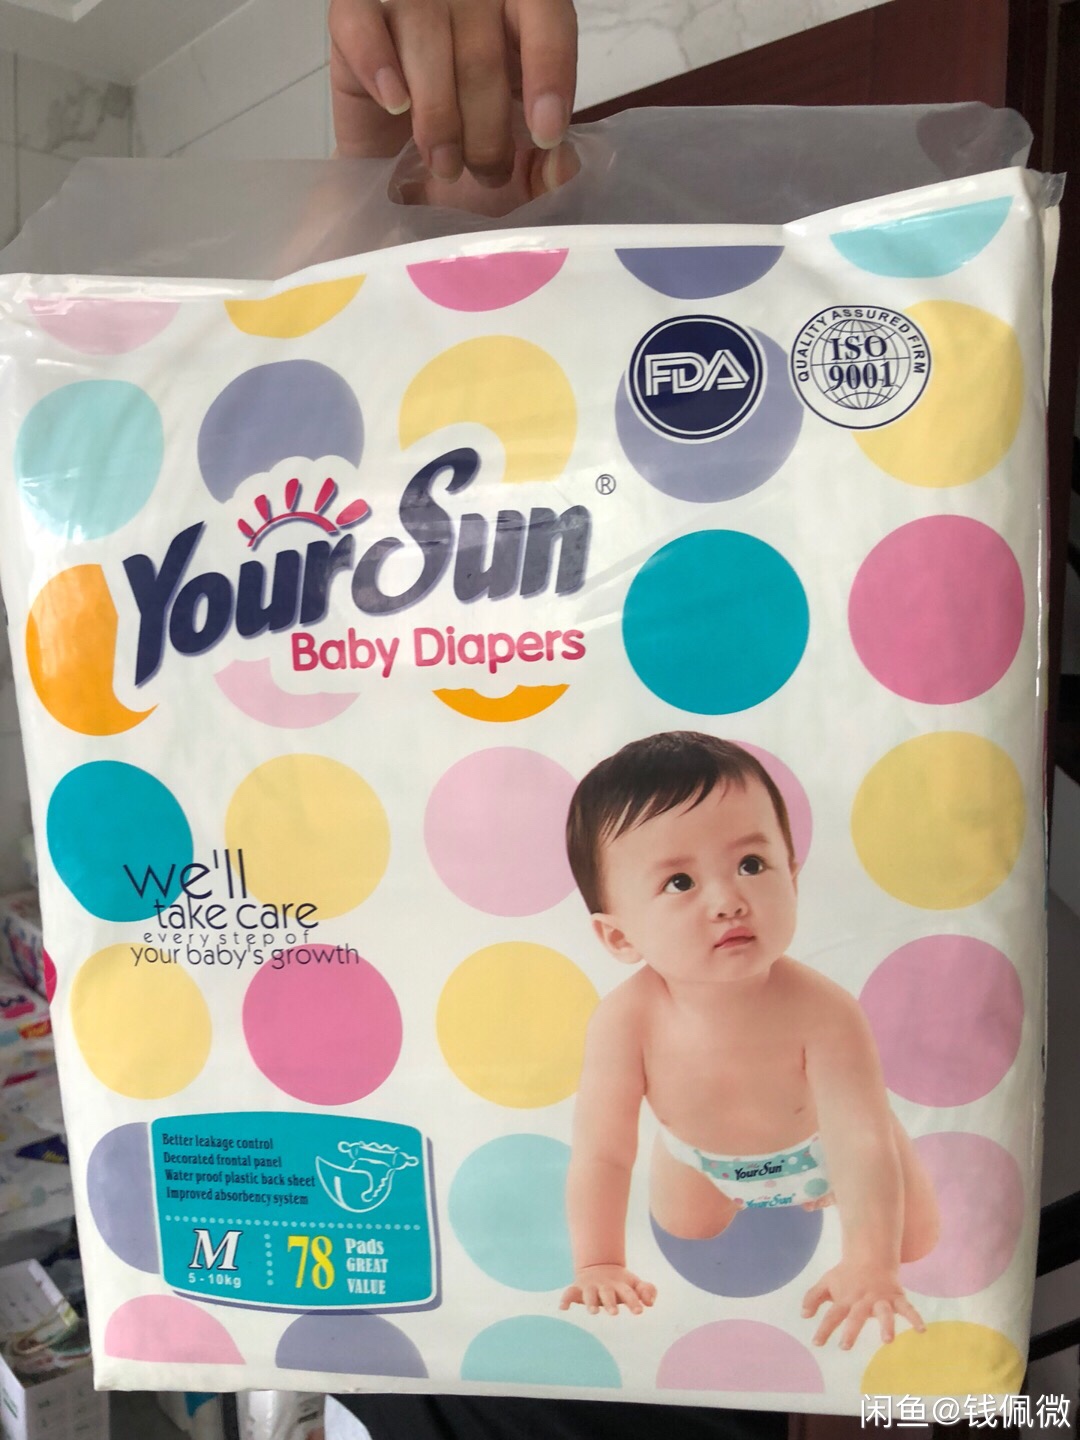 FDA
QUALITY ASSURED FIRM
ISO
9001
YourSun®
Baby Diapers
we'll
take care
every step of
your baby's growth
Better leakage control
Decorated frontal panel
Water proof plastic back sheet
Improved absorbency system
M
5 - 10kg
78
Pads
GREAT
VALUE
YourSun
YourSun
闲鱼@钱佩微